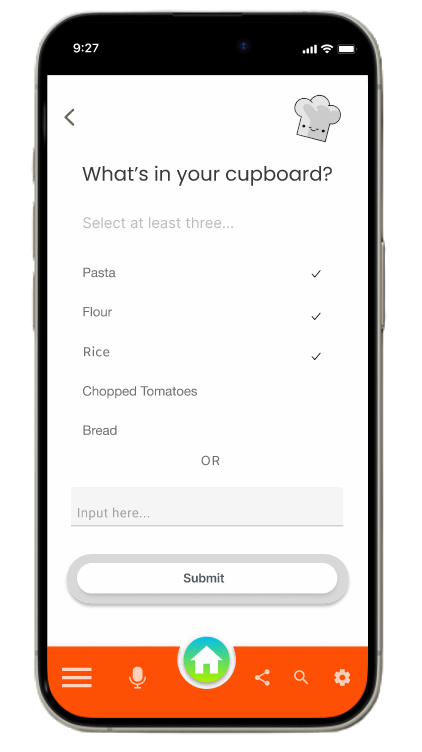 9:27
What's in your cupboard?
Select at least three...
Pasta
Flour
Rice
Chopped Tomatoes
Bread
OR
Input here...
Submit